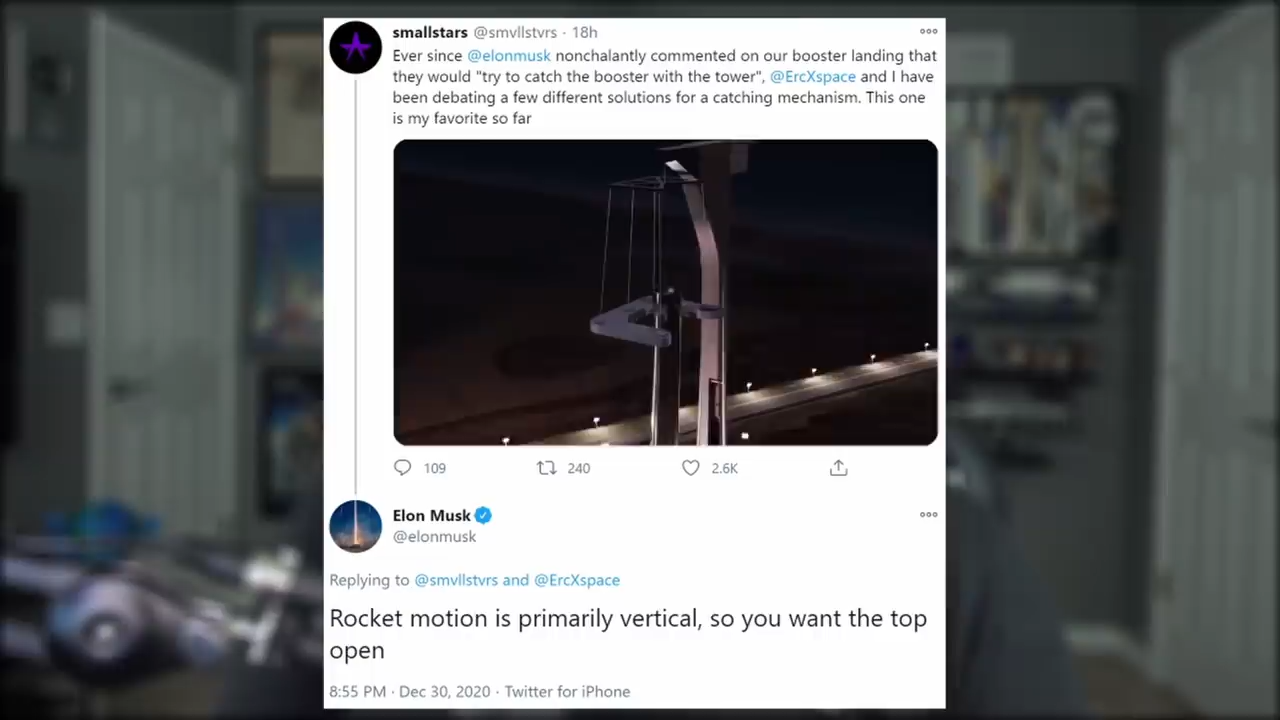 smallstars @smvllstvrs · 18h
Ever since @elonmusk nonchalantly commented on our booster landing that
they would "try to catch the booster with the tower", @ErcXspace and I have
been debating a few different solutions for a catching mechanism. This one
is my favorite so far
109 240 2.6K
Elon Musk
@elonmusk
Replying to @smvllstvrs and @ErcXspace
Rocket motion is primarily vertical, so you want the top
open
8:55 PM · Dec 30, 2020 · Twitter for iPhone